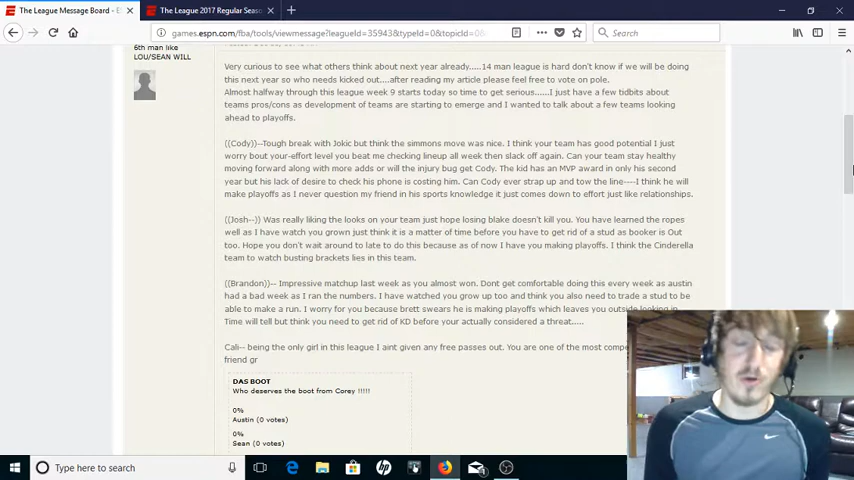 The League Message Board - ES
The League 2017 Regular Seaso
games.espn.com/fba/tools/viewmessage?leagueId=35943&typeId=0&topicId=0
Search
6th man like
LOU/SEAN WILL
Very curious to see what others think about next year already.....14 man league is hard don't know if we will be doing
this next year so who needs kicked out....after reading my article please feel free to vote on pole.
Almost halfway through this league week 9 starts today so time to get serious......I just have a few tidbits about
teams pros/cons as development of teams are starting to emerge and I wanted to talk about a few teams looking
ahead to playoffs.
((Cody)--Tough break with Jokic but think the simmons move was nice. I think your team has good potential I just
worry bout your-effort level you beat me checking lineup all week then slack off again. Can your team stay healthy
moving forward along with more adds or will the injury bug get Cody. The kid has an MVP award in only his second
year but his lack of desire to check his phone is costing him. Can Cody ever strap up and tow the line----I think he will
make playoffs as I never question my friend in his sports knowledge it just comes down to effort just like relationships.
((Josh--)) Was really liking the looks on your team just hope losing blake doesn't kill you. You have learned the ropes
well as I have watch you grown just think it is a matter of time before you have to get rid of a stud as booker is Out
too. Hope you don't wait around to late to do this because as of now I have you making playoffs. I think the Cinderella
team to watch busting brackets lies in this team.
((Brandon)-- Impressive matchup last week as you almost won. Dont get comfortable doing this every week as austin
had a bad week as I ran the numbers. I have watched you grow up too and think you also need to trade a stud to be
able to make a run. I worry for you because brett swears he is making playoffs which leaves you outside looking in.
Time will tell but think you need to get rid of KD before your actually considered a threat.....
Cali-- being the only girl in this league I aint given any free passes out. You are one of the most compe
friend gr
DAS BOOT
Who deserves the boot from Corey !!!!!
0%
Austin (0 votes)
0%
Sean (0 votes)
Type here to search